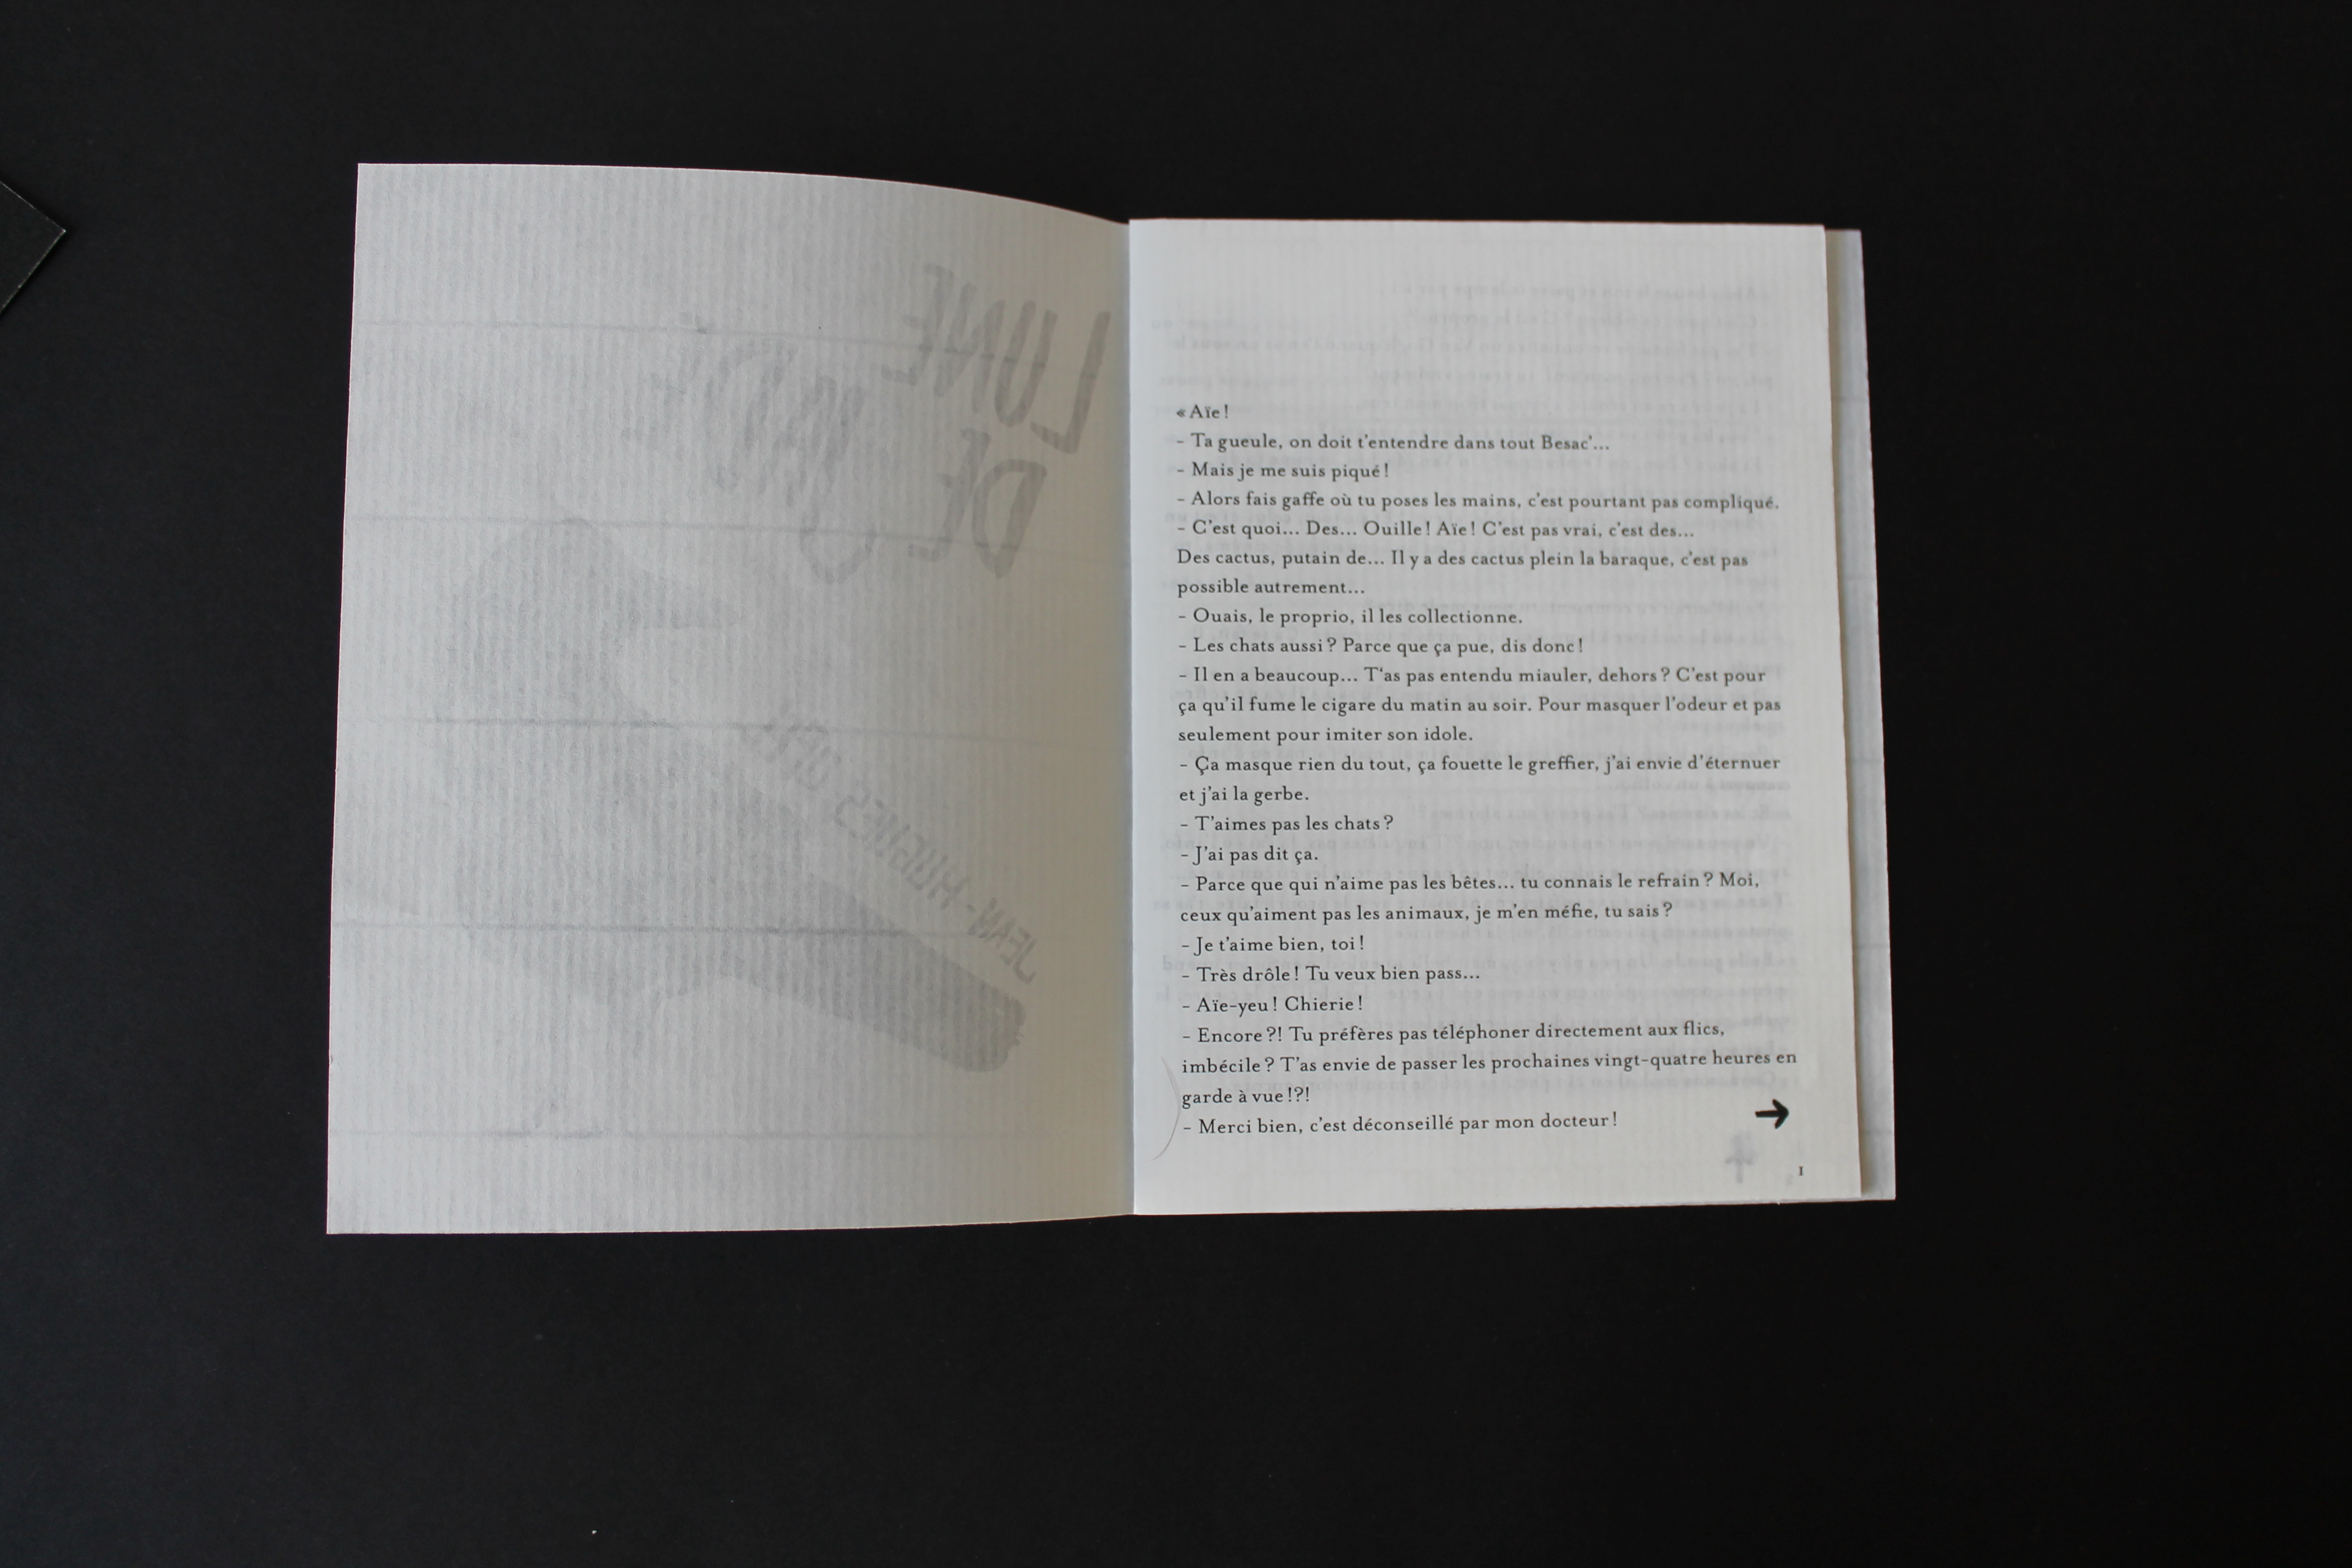 LUNE
DE
JEAN-HUGUES
« Aïe !
– Ta gueule, on doit t'entendre dans tout Besac'…
– Mais je me suis piqué !
– Alors fais gaffe où tu poses les mains, c'est pourtant pas compliqué.
– C'est quoi… Des… Ouille ! Aïe ! C'est pas vrai, c'est des…
Des cactus, putain de… Il y a des cactus plein la baraque, c'est pas
possible autrement…
– Ouais, le proprio, il les collectionne.
– Les chats aussi ? Parce que ça pue, dis donc !
– Il en a beaucoup… T‘as pas entendu miauler, dehors ? C'est pour
ça qu'il fume le cigare du matin au soir. Pour masquer l'odeur et pas
seulement pour imiter son idole.
– Ça masque rien du tout, ça fouette le greffier, j'ai envie d'éternuer
et j'ai la gerbe.
– T'aimes pas les chats ?
– J'ai pas dit ça.
– Parce que qui n'aime pas les bêtes… tu connais le refrain ? Moi,
ceux qu'aiment pas les animaux, je m'en méfie, tu sais ?
– Je t'aime bien, toi !
– Très drôle ! Tu veux bien pass…
– Aïe-yeu ! Chierie !
– Encore ?! Tu préfères pas téléphoner directement aux flics,
imbécile ? T'as envie de passer les prochaines vingt-quatre heures en
garde à vue !?!
– Merci bien, c'est déconseillé par mon docteur !
→
1